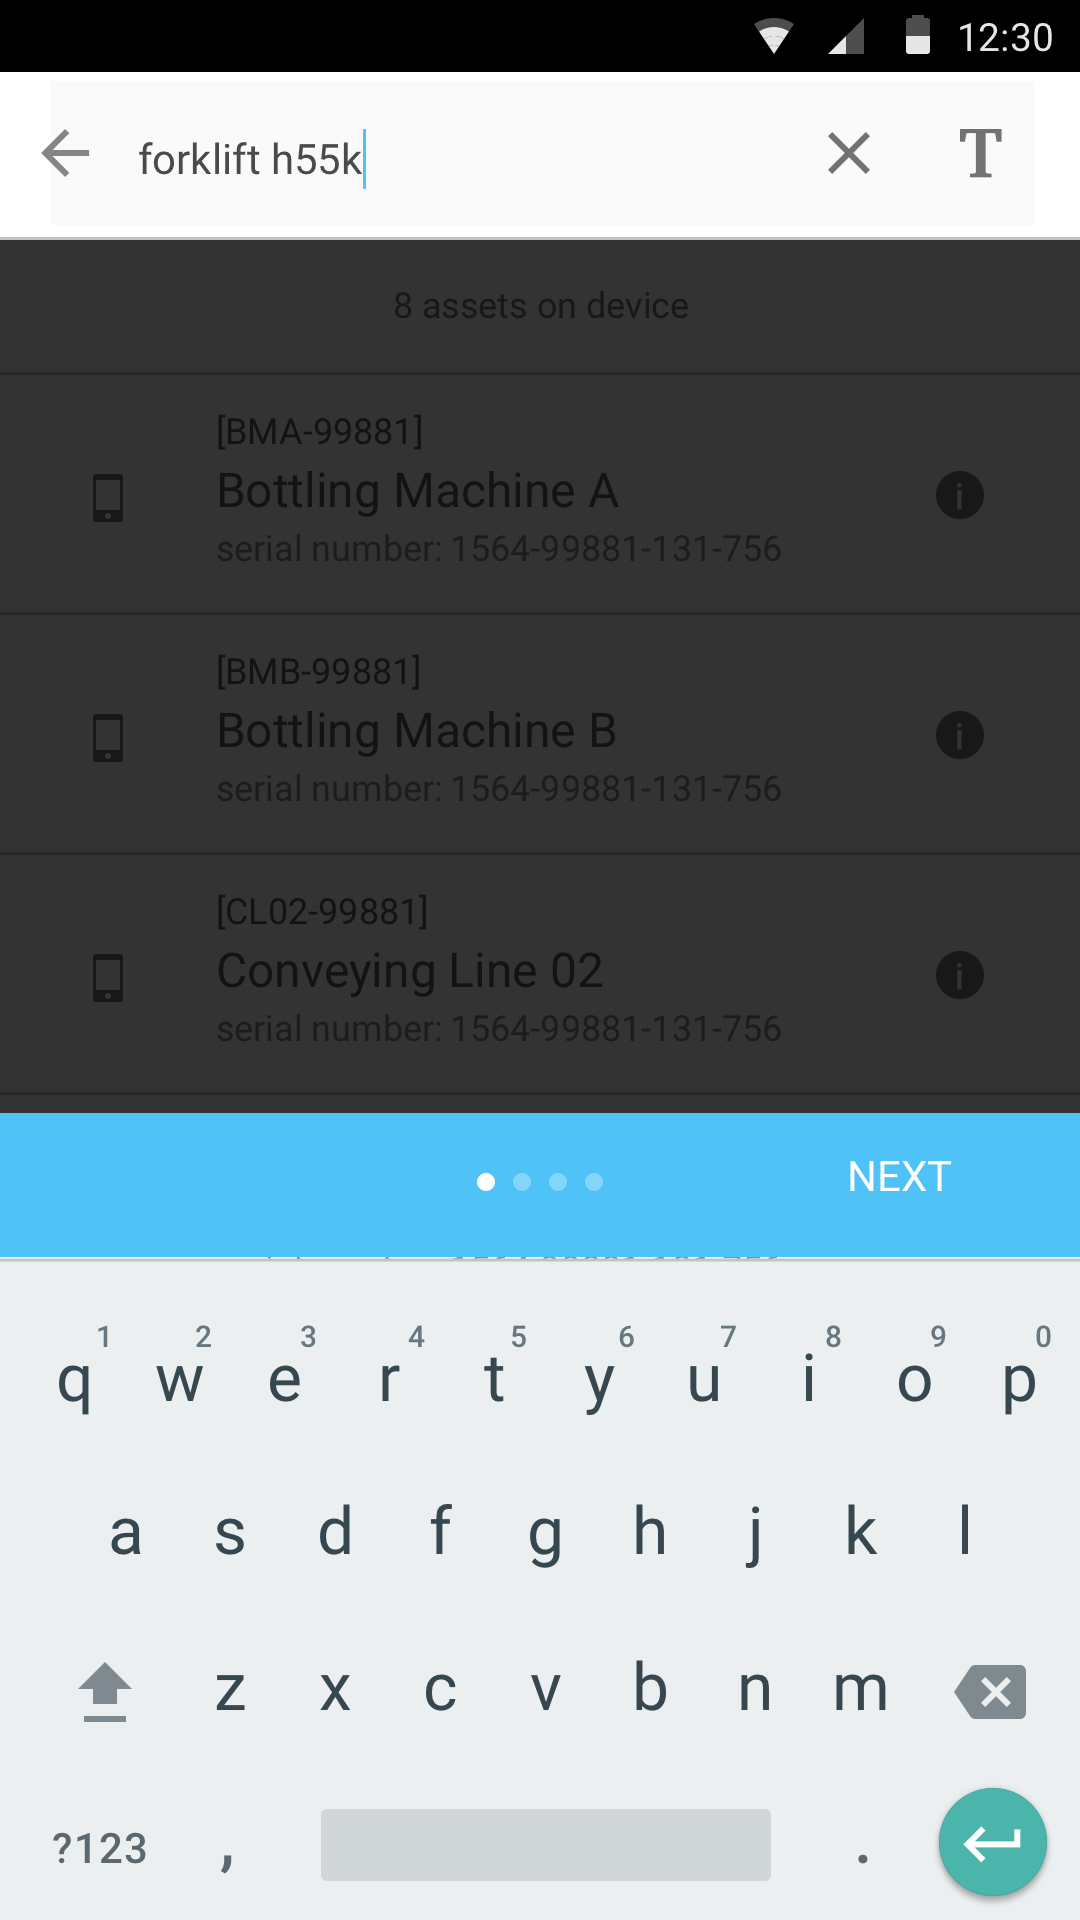 12:30
forklift h55k
T
8 assets on device
[BMA-99881]
Bottling Machine A
serial number: 1564-99881-131-756
[BMB-99881]
Bottling Machine B
serial number: 1564-99881-131-756
[CL02-99881]
Conveying Line 02
serial number: 1564-99881-131-756
NEXT
1 2 3 4 5 6 7 8 9 0
q w e r t y u i o p
a s d f g h j k l
z x c v b n m
?123 , .